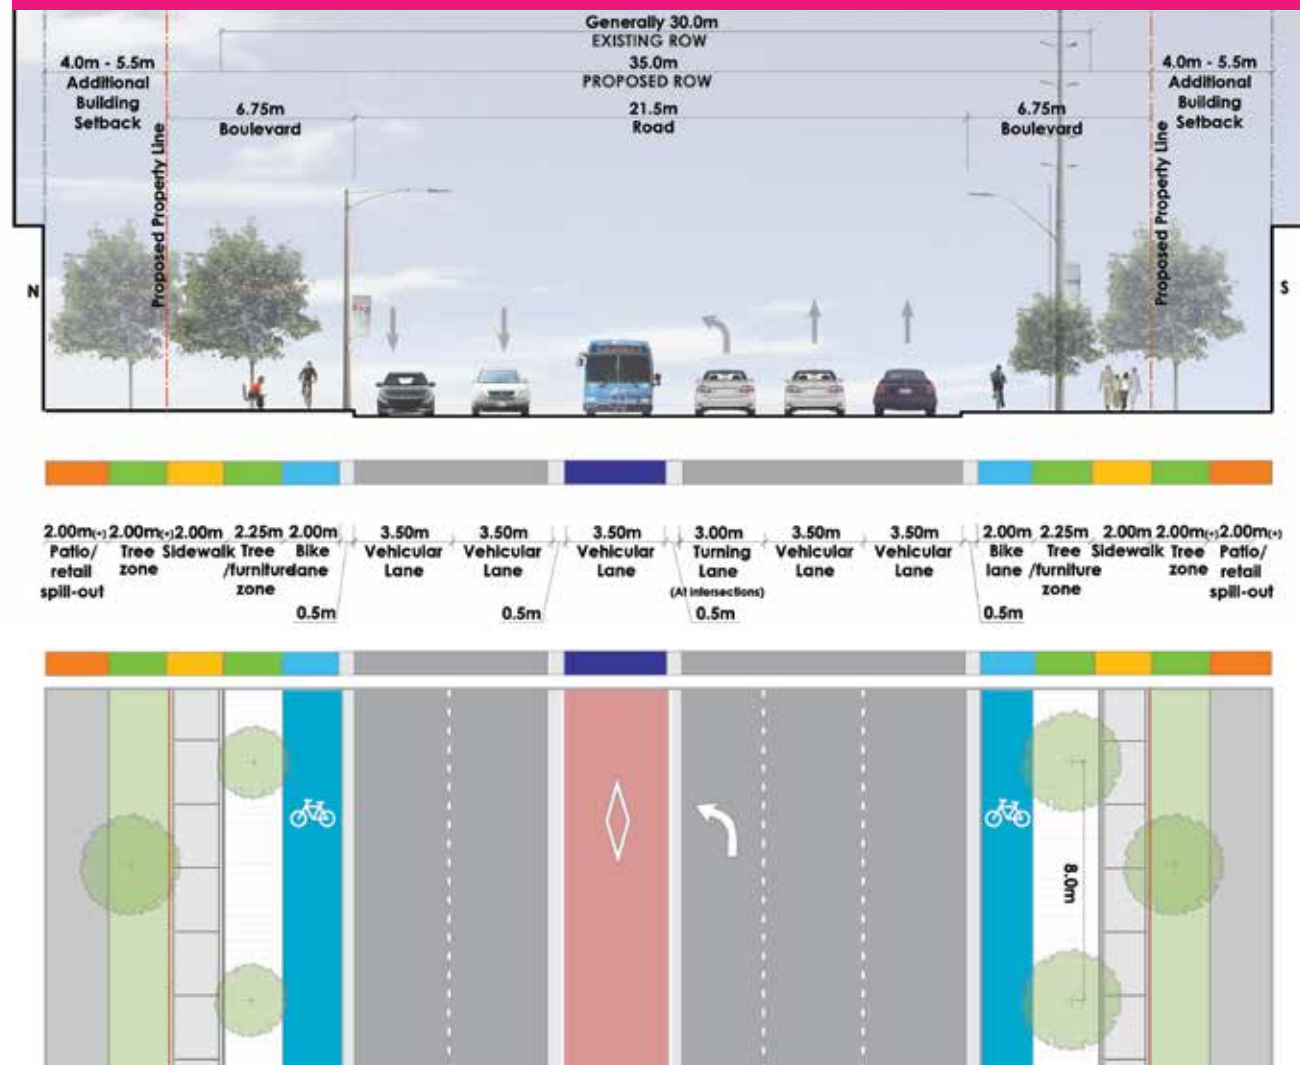 Generally 30.0m
EXISTING ROW
35.0m
PROPOSED ROW
4.0m - 5.5m
Additional
Building
Setback
6.75m
Boulevard
21.5m
Road
6.75m
Boulevard
4.0m - 5.5m
Additional
Building
Setback
Proposed Property Line
Proposed Property Line
N
S
2.00m(+)
Patio/
retail
spill-out
2.00m(+)
Tree
zone
2.00m
Sidewalk
2.25m
Tree
/furniture
zone
2.00m
Bike
lane
0.5m
3.50m
Vehicular
Lane
3.50m
Vehicular
Lane
0.5m
3.50m
Vehicular
Lane
3.00m
Turning
Lane
(At intersections)
0.5m
3.50m
Vehicular
Lane
3.50m
Vehicular
Lane
0.5m
2.00m
Bike
lane
2.25m
Tree
/furniture
zone
2.00m
Sidewalk
2.00m(+)
Tree
zone
2.00m(+)
Patio/
retail
spill-out
8.0m